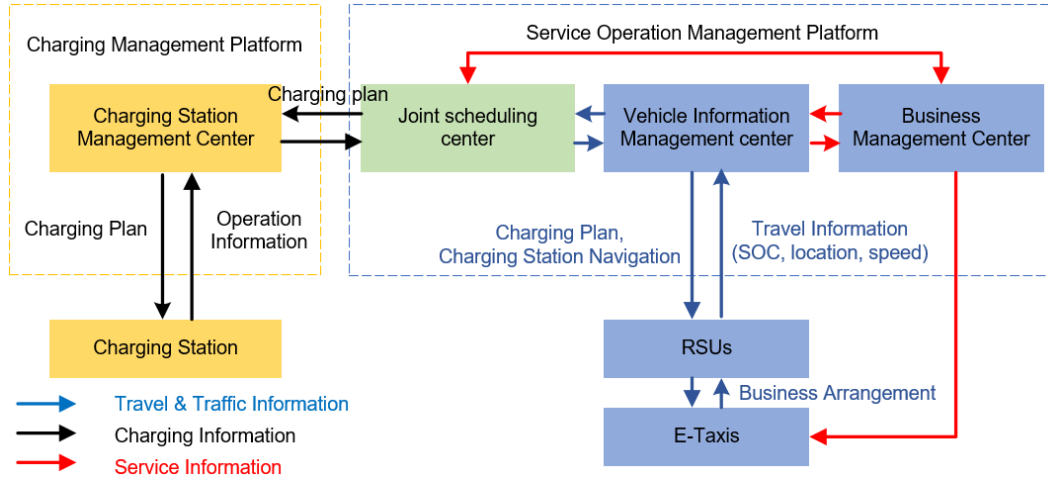 Charging Management Platform
Service Operation Management Platform
Charging plan
Charging Station
Management Center
Joint scheduling
center
Vehicle Information
Management center
Business
Management Center
Charging Plan
Operation
Information
Charging Plan,
Charging Station Navigation
Travel Information
(SOC, location, speed)
Charging Station
RSUs
Business Arrangement
E-Taxis
Travel & Traffic Information
Charging Information
Service Information